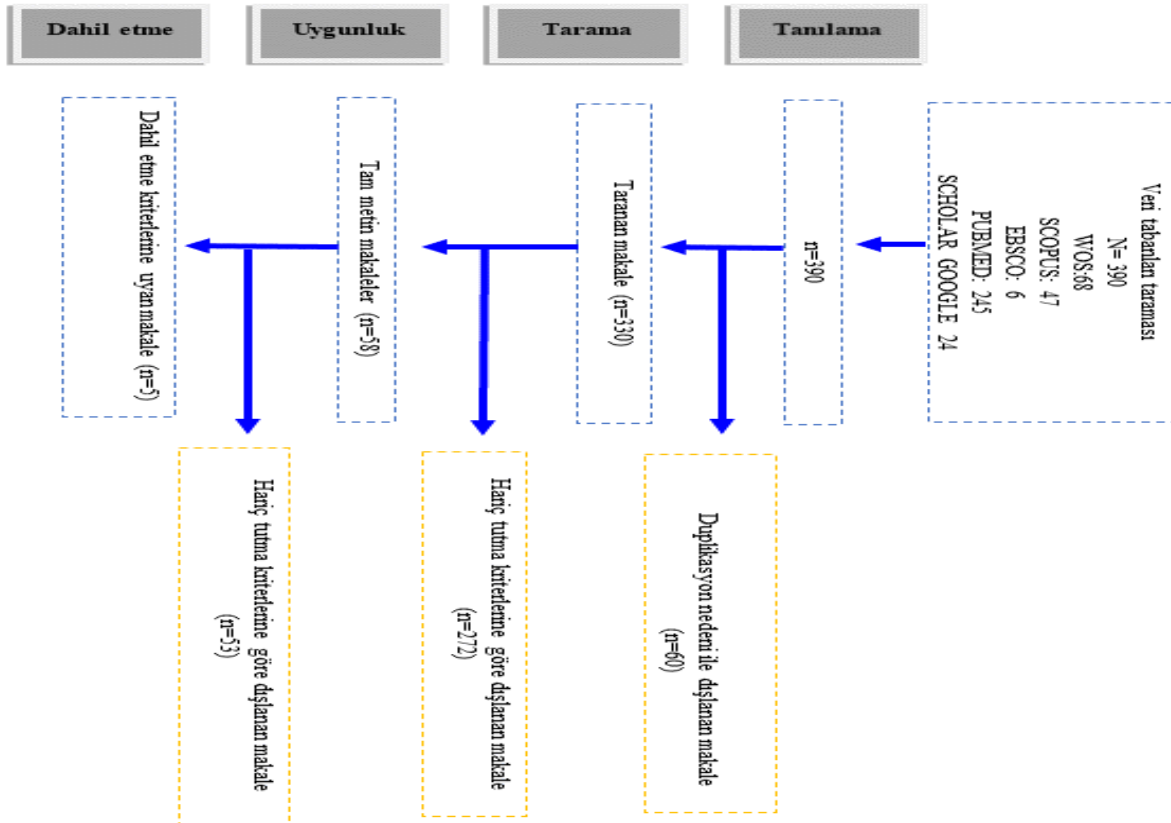 Dahil etme
Uygunluk
Tarama
Tanılama
Veri tabanları taraması
N= 390
WOS:68
SCOPUS: 47
EBSCO: 6
PUBMED: 245
SCHOLAR GOOGLE 24
n=390
Taranan makale (n=330)
Tam metin makaleler (n=58)
Dahil etme kriterlerine uyan makale (n=5)
Duplikasyon nedeni ile dışlanan makale
(n=60)
Hariç tutma kriterlerine göre dışlanan makale
(n=272)
Hariç tutma kriterlerine göre dışlanan makale
(n=53)